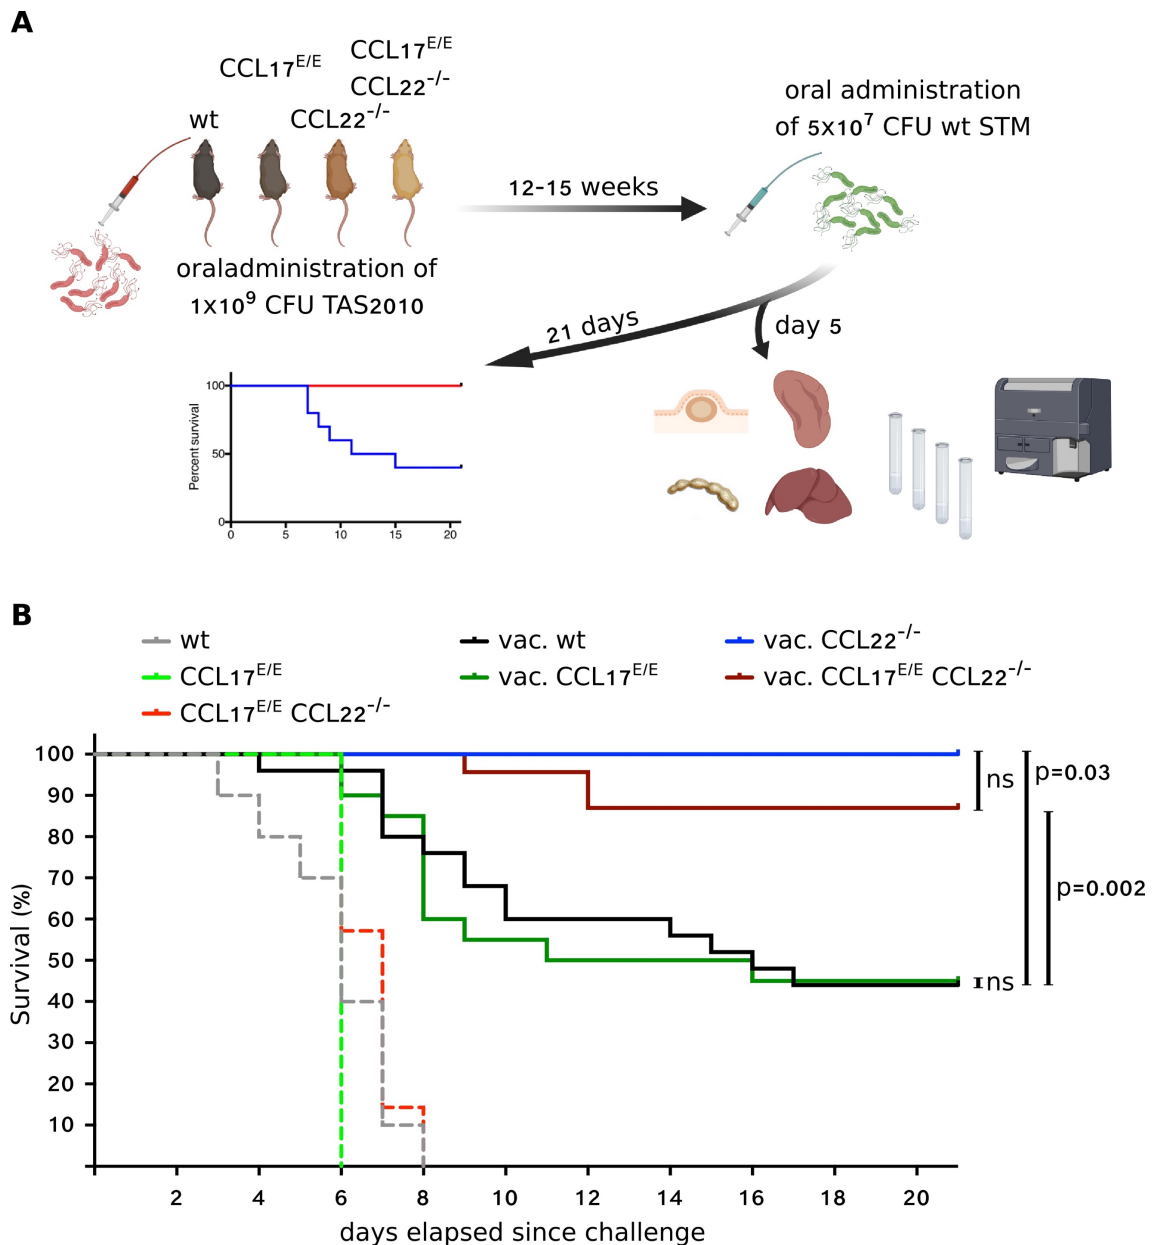 A
CCL17E/E
CCL17E/E
CCL22-/-
wt
CCL22-/-
oral administration
of 5X10⁷ CFU wt STM
12-15 weeks
oraladministration of
1X10⁹ CFU TAS2010
21 days
day 5
Percent survival
100
50
0
0 5 10 15 20
B
wt
vac. wt
vac. CCL22-/-
CCL17E/E
vac. CCL17E/E
vac. CCL17E/E CCL22-/-
CCL17E/E CCL22-/-
Survival (%)
100
90
80
70
60
50
40
30
20
10
ns
p=0.03
p=0.002
ns
2 4 6 8 10 12 14 16 18 20
days elapsed since challenge